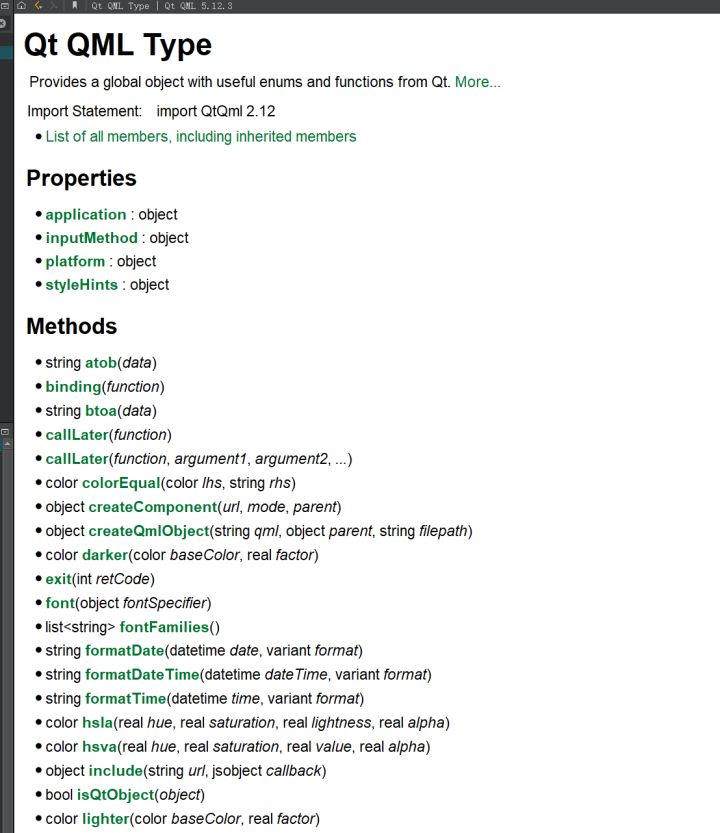 Qt QML Type | Qt QML 5.12.3
Qt QML Type
Provides a global object with useful enums and functions from Qt. More...
Import Statement: import QtQml 2.12
• List of all members, including inherited members
Properties
• application : object
• inputMethod : object
• platform : object
• styleHints : object
Methods
• string atob(data)
• binding(function)
• string btoa(data)
• callLater(function)
• callLater(function, argument1, argument2, ...)
• color colorEqual(color lhs, string rhs)
• object createComponent(url, mode, parent)
• object createQmlObject(string qml, object parent, string filepath)
• color darker(color baseColor, real factor)
• exit(int retCode)
• font(object fontSpecifier)
• list<string> fontFamilies()
• string formatDate(datetime date, variant format)
• string formatDateTime(datetime dateTime, variant format)
• string formatTime(datetime time, variant format)
• color hsla(real hue, real saturation, real lightness, real alpha)
• color hsva(real hue, real saturation, real value, real alpha)
• object include(string url, jsobject callback)
• bool isQtObject(object)
• color lighter(color baseColor, real factor)